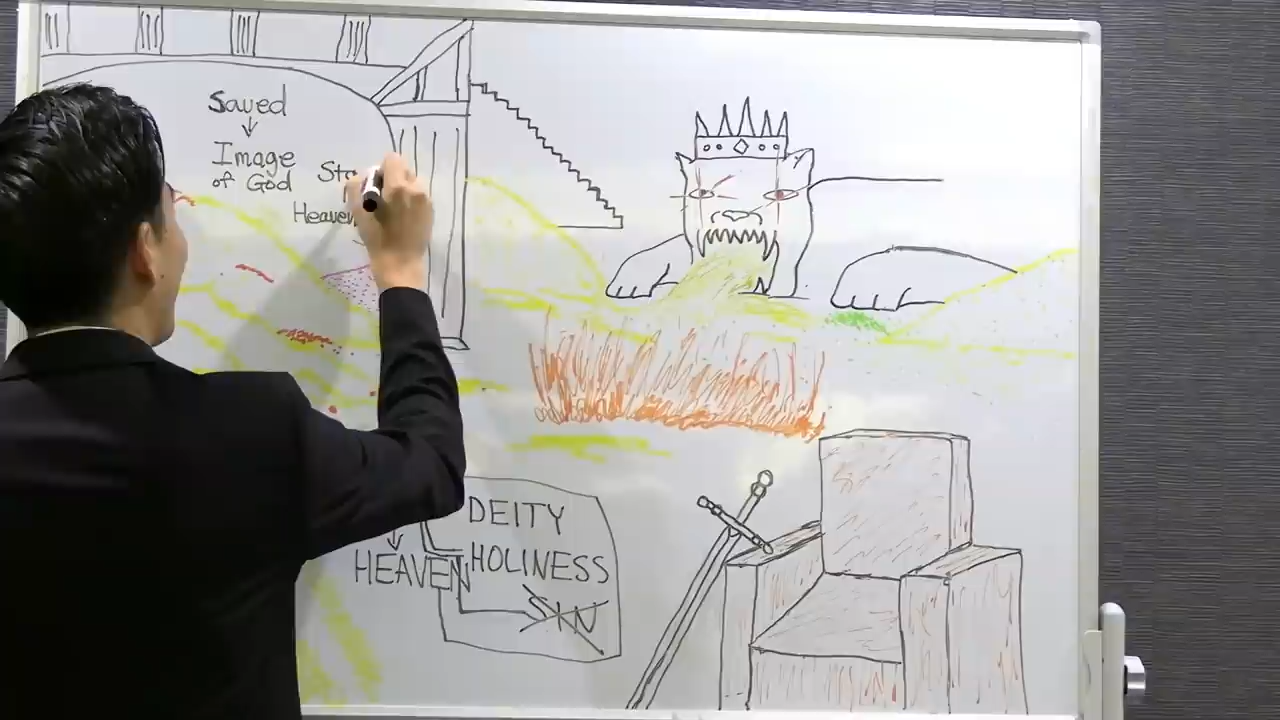 Saved
Image
of God
Heaven
DEITY
HEAVEN
HOLINESS
SIN